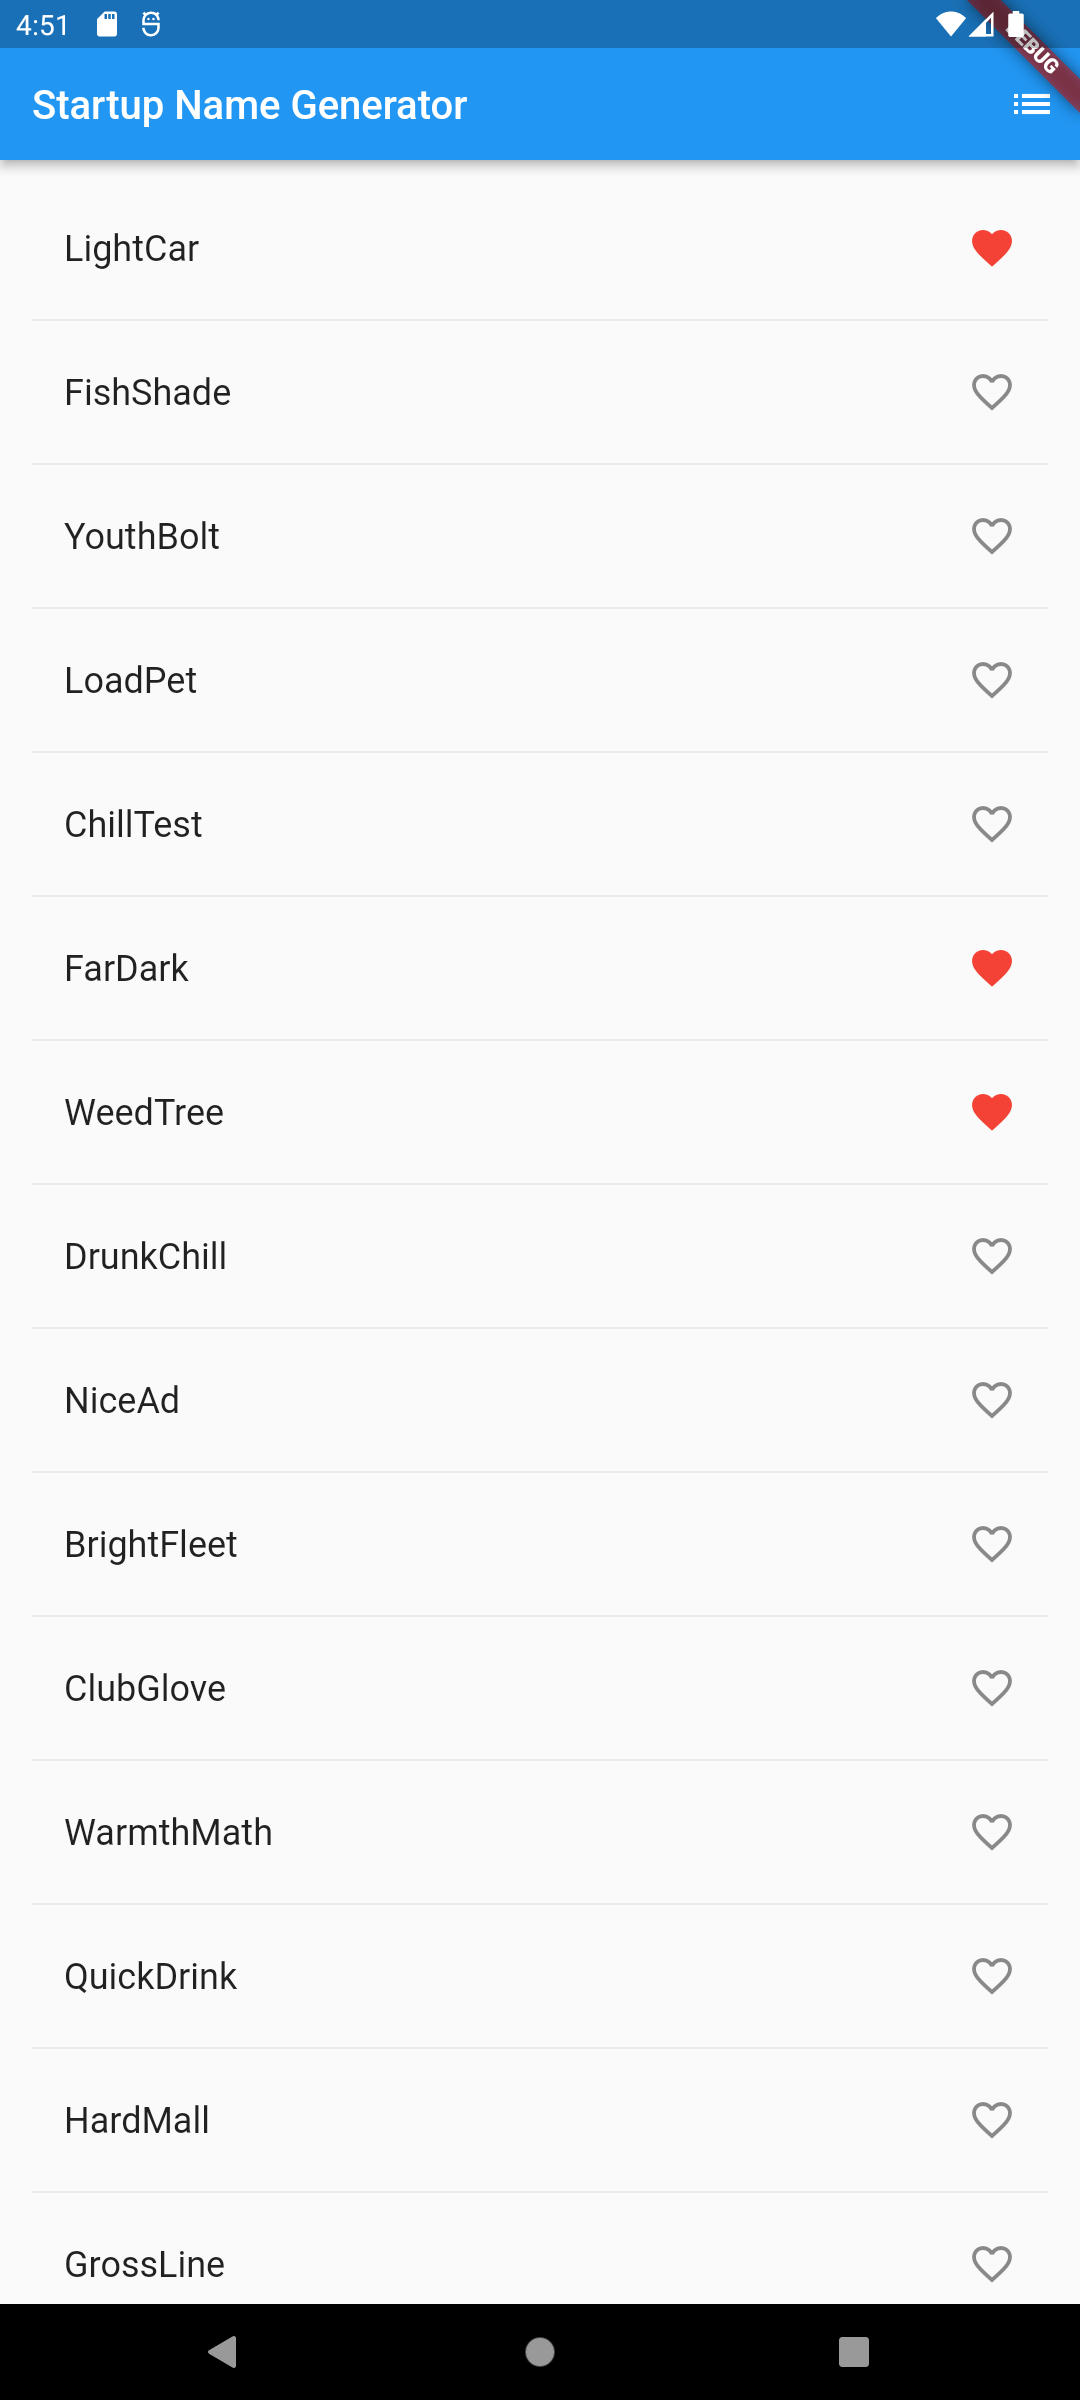 4:51
DEBUG
Startup Name Generator
LightCar
FishShade
YouthBolt
LoadPet
ChillTest
FarDark
WeedTree
DrunkChill
NiceAd
BrightFleet
ClubGlove
WarmthMath
QuickDrink
HardMall
GrossLine